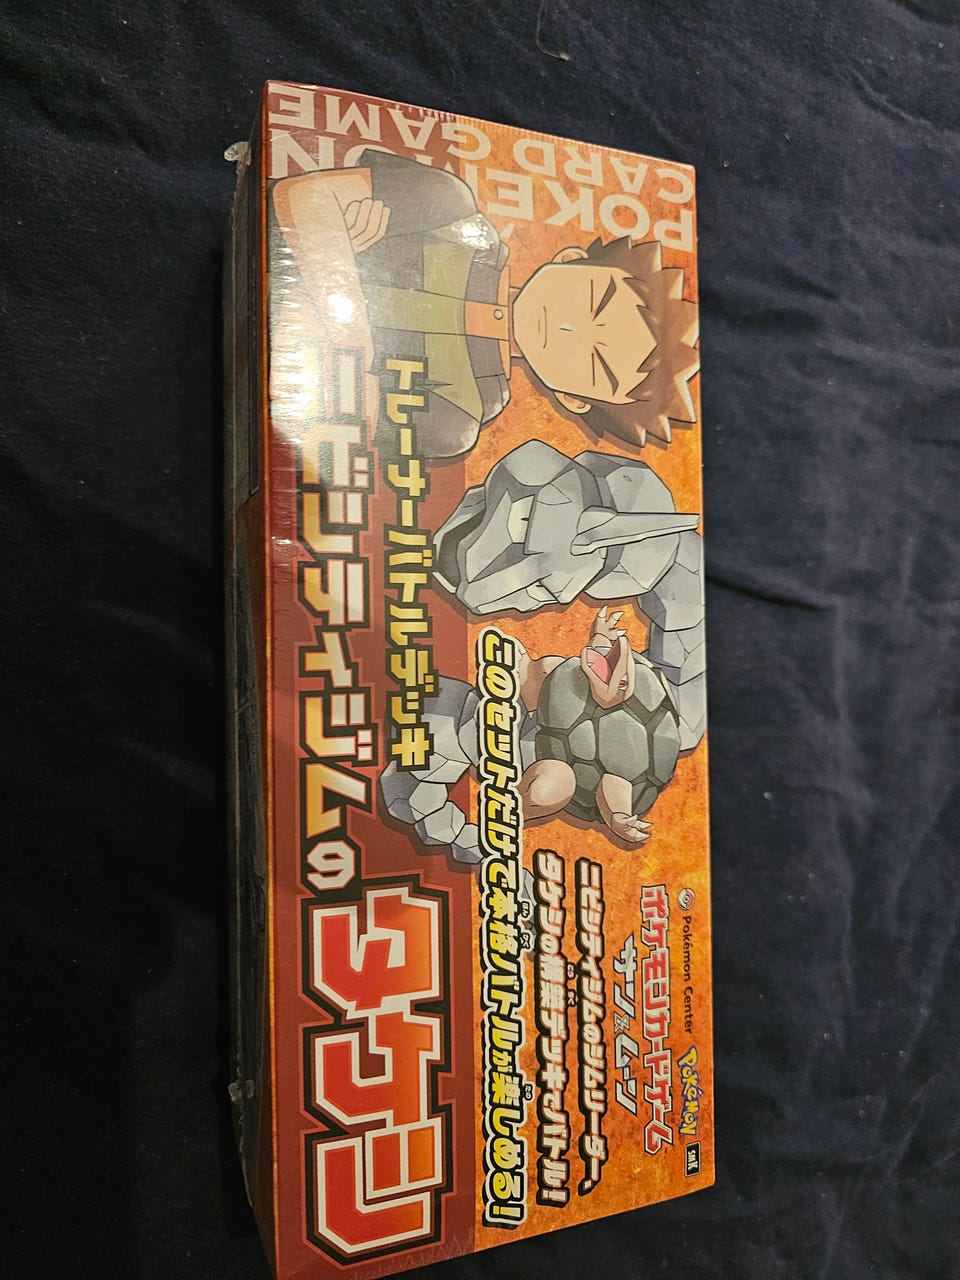 POKÉMON
CARD GAME
Pokémon Center
Pokémon
SMK
ポケモンカードゲーム
サン&ムーン
ニビシティジムのジムリーダー、
タケシの構築デッキでバトル!
このセットだけで本格バトルが楽しめる!
トレーナーバトルデッキ
ニビシティジムの
タケシ